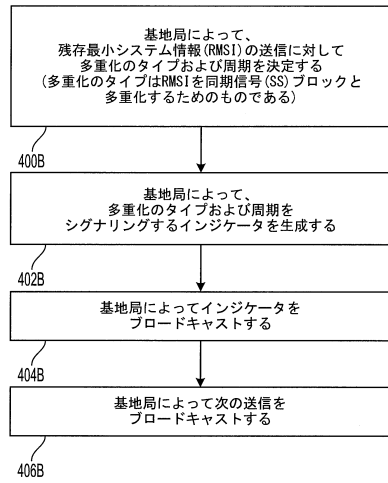 基地局によって、
残存最小システム情報(RMSI)の送信に対して
多重化のタイプおよび周期を決定する
(多重化のタイプはRMSIを同期信号(SS)ブロックと
多重化するためのものである)
400B
基地局によって、
多重化のタイプおよび周期を
シグナリングするインジケータを生成する
402B
基地局によってインジケータを
ブロードキャストする
404B
基地局によって次の送信を
ブロードキャストする
406B